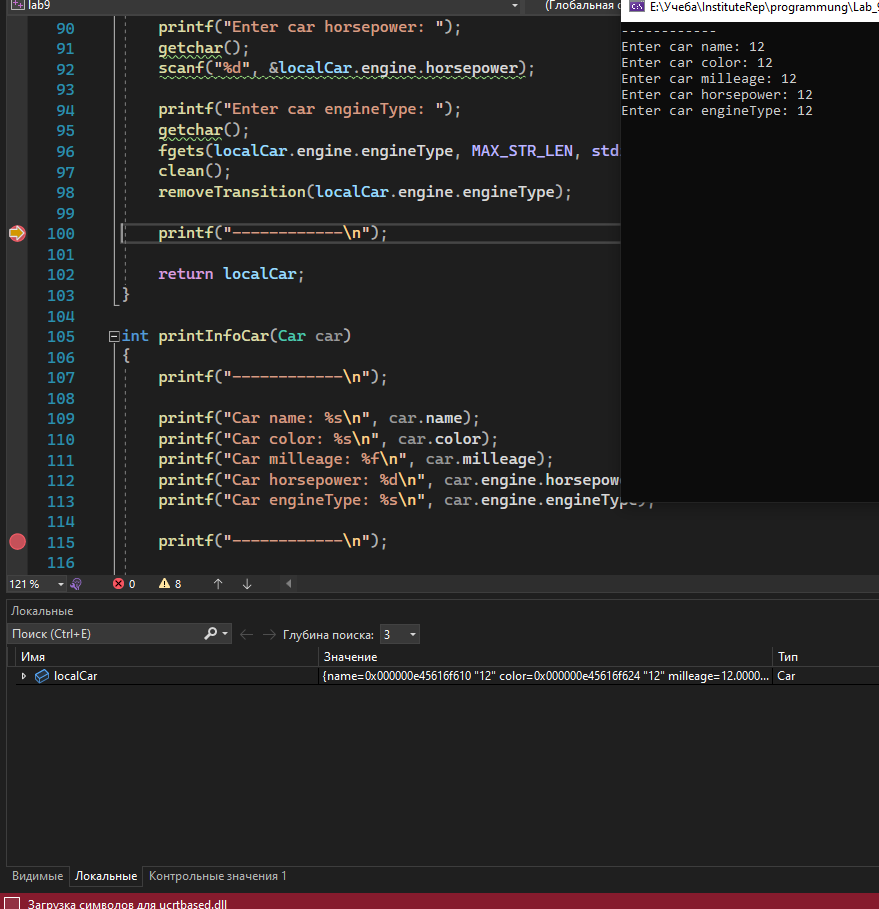 lab9
(Глобальная
E:\Учеба\InstituteRep\programmung\Lab_9
90 printf("Enter car horsepower: ");
91 getchar();
92 scanf("%d", &localCar.engine.horsepower);
93
94 printf("Enter car engineType: ");
95 getchar();
96 fgets(localCar.engine.engineType, MAX_STR_LEN, std
97 clean();
98 removeTransition(localCar.engine.engineType);
99
100 printf("------------\n");
101
102 return localCar;
103 }
104
105 int printInfoCar(Car car)
106 {
107 printf("------------\n");
108
109 printf("Car name: %s\n", car.name);
110 printf("Car color: %s\n", car.color);
111 printf("Car milleage: %f\n", car.milleage);
112 printf("Car horsepower: %d\n", car.engine.horsepow
113 printf("Car engineType: %s\n", car.engine.engineType);
114
115 printf("------------\n");
116
------------
Enter car name: 12
Enter car color: 12
Enter car milleage: 12
Enter car horsepower: 12
Enter car engineType: 12
121 % 0 8
Локальные
Поиск (Ctrl+E) Глубина поиска: 3
Имя Значение Тип
localCar {name=0x000000e45616f610 "12" color=0x000000e45616f624 "12" milleage=12.0000... Car
Видимые Локальные Контрольные значения 1
Загрузка символов для ucrtbased.dll